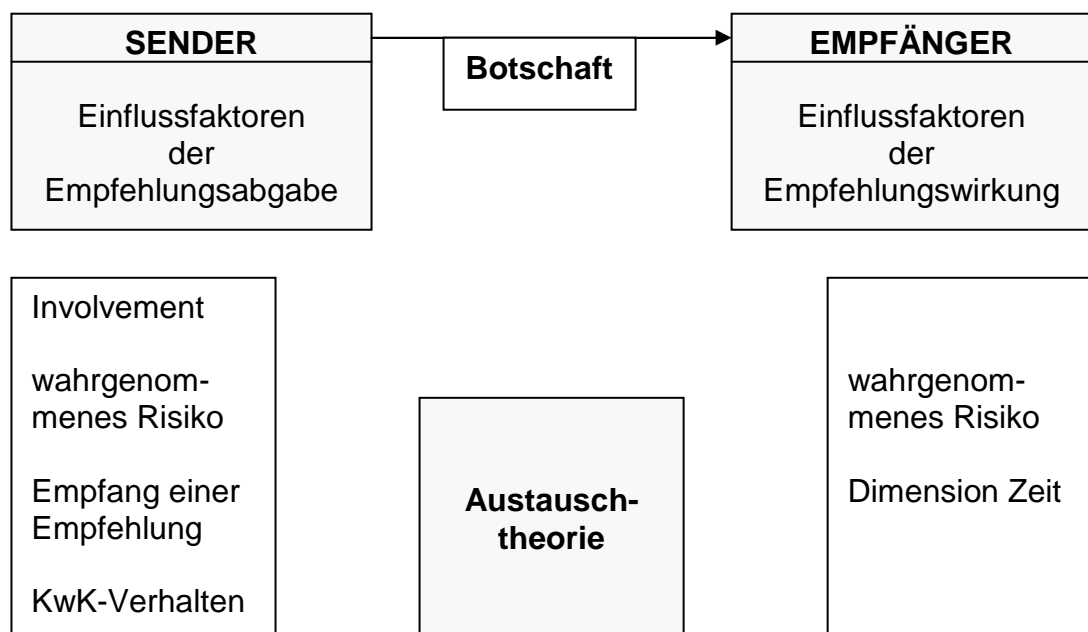 SENDER
Botschaft
EMPFÄNGER
Einflussfaktoren
der
Empfehlungsabgabe
Einflussfaktoren
der
Empfehlungswirkung
Involvement
wahrgenom-
menes Risiko
Empfang einer
Empfehlung
KwK-Verhalten
Austausch-
theorie
wahrgenom-
menes Risiko
Dimension Zeit